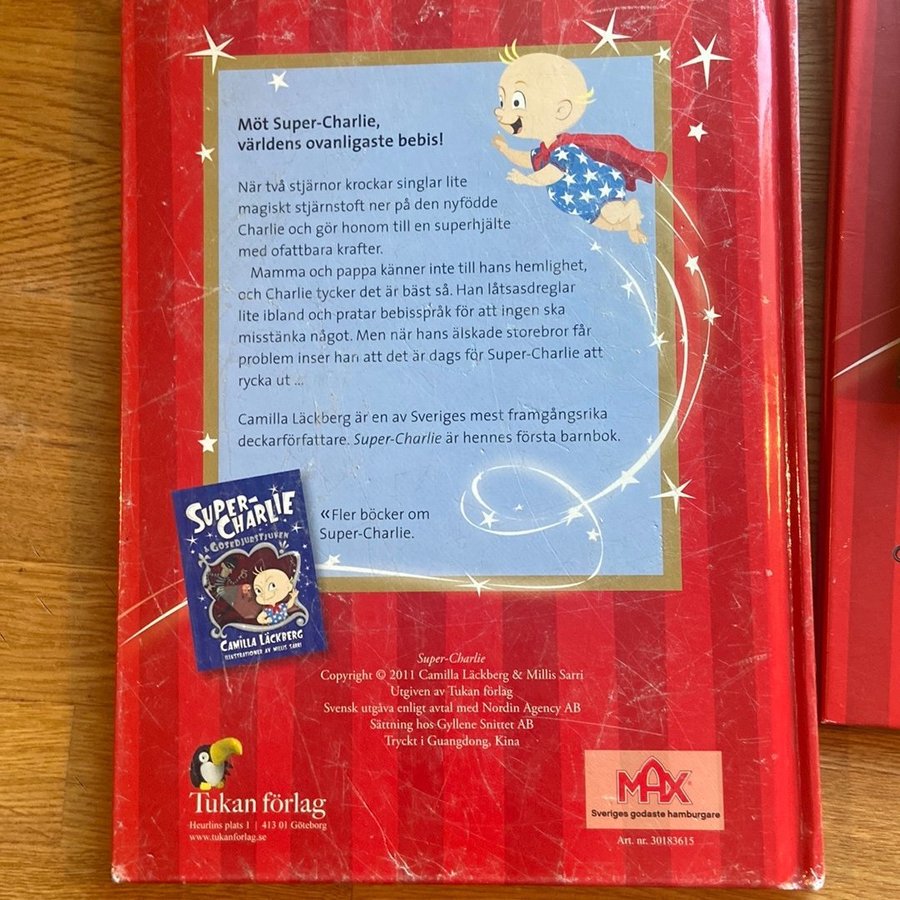 Möt Super-Charlie,
världens ovanligaste bebis!
När två stjärnor krockar singlar lite
magiskt stjärnstoft ner på den nyfödde
Charlie och gör honom till en superhjälte
med ofattbara krafter.
Mamma och pappa känner inte till hans hemlighet,
och Charlie tycker det är bäst så. Han låtsasdreglar
lite ibland och pratar bebisspråk för att ingen ska
misstänka något. Men när hans älskade storebror får
problem inser han att det är dags för Super-Charlie att
rycka ut ...
Camilla Läckberg är en av Sveriges mest framgångsrika
deckarförfattare. Super-Charlie är hennes första barnbok.
«Fler böcker om
Super-Charlie.
SUPER-
CHARLIE
& GOSEDJURSTJUVEN
CAMILLA LÄCKBERG
ILLUSTRATIONER AV MILLIS SARRI
Super-Charlie
Copyright © 2011 Camilla Läckberg & Millis Sarri
Utgiven av Tukan förlag
Svensk utgåva enligt avtal med Nordin Agency AB
Sättning hos Gyllene Snittet AB
Tryckt i Guangdong, Kina
Tukan förlag
Heurlins plats 1 | 413 01 Göteborg
www.tukanforlag.se
MAX®
Sveriges godaste hamburgare
Art. nr. 30183615